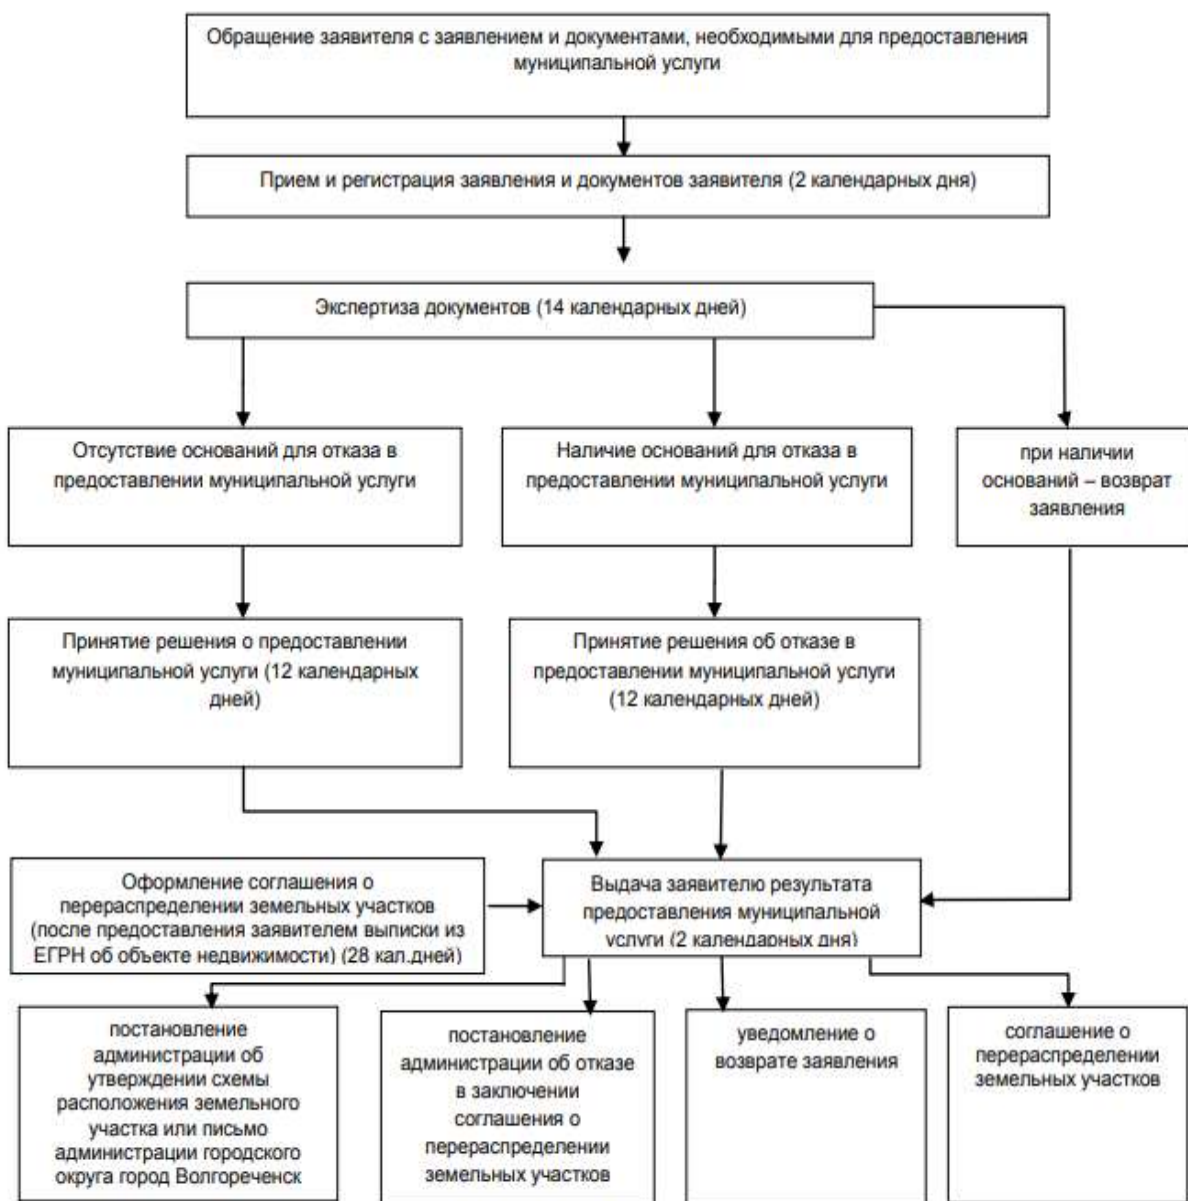 Обращение заявителя с заявлением и документами, необходимыми для предоставления
муниципальной услуги
Прием и регистрация заявления и документов заявителя (2 календарных дня)
Экспертиза документов (14 календарных дней)
Отсутствие оснований для отказа в
предоставлении муниципальной услуги
Наличие оснований для отказа в
предоставлении муниципальной услуги
при наличии
оснований – возврат
заявления
Принятие решения о предоставлении
муниципальной услуги (12 календарных
дней)
Принятие решения об отказе в
предоставлении муниципальной услуги
(12 календарных дней)
Оформление соглашения о
перераспределении земельных участков
(после предоставления заявителем выписки из
ЕГРН об объекте недвижимости) (28 кал.дней)
Выдача заявителю результата
предоставления муниципальной
услуги (2 календарных дня)
постановление
администрации об
утверждении схемы
расположения земельного
участка или письмо
администрации городского
округа город Волгореченск
постановление
администрации об отказе
в заключении
соглашения о
перераспределении
земельных участков
уведомление о
возврате заявления
соглашение о
перераспределении
земельных участков